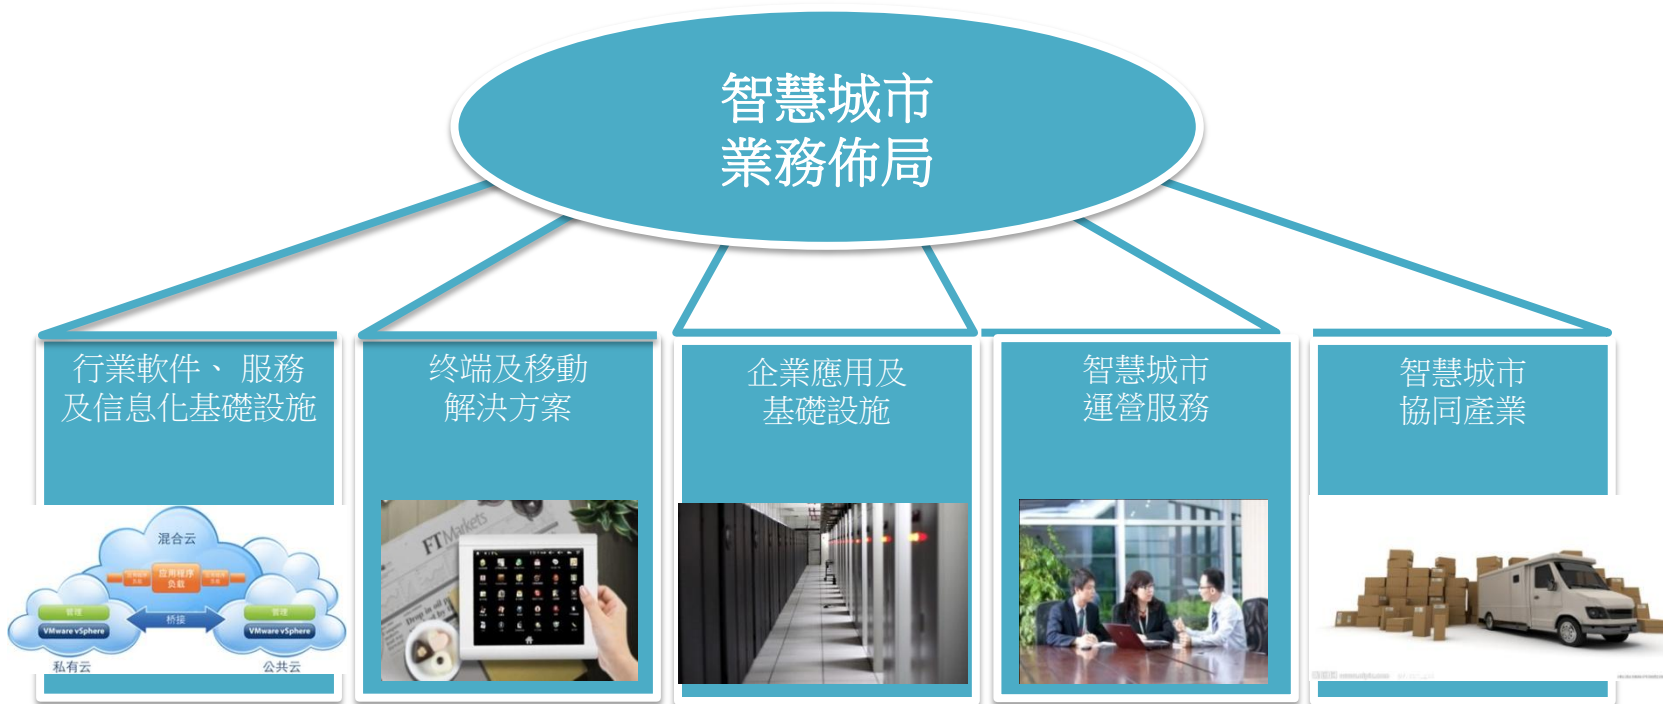 智慧城市
業務佈局
行業軟件、 服務
及信息化基礎設施
终端及移動
解決方案
企業應用及
基礎設施
智慧城市
運營服務
智慧城市
協同產業
混合云
应用程序
负载
管理
VMware vSphere
桥接
管理
VMware vSphere
私有云
公共云
FTMarkets